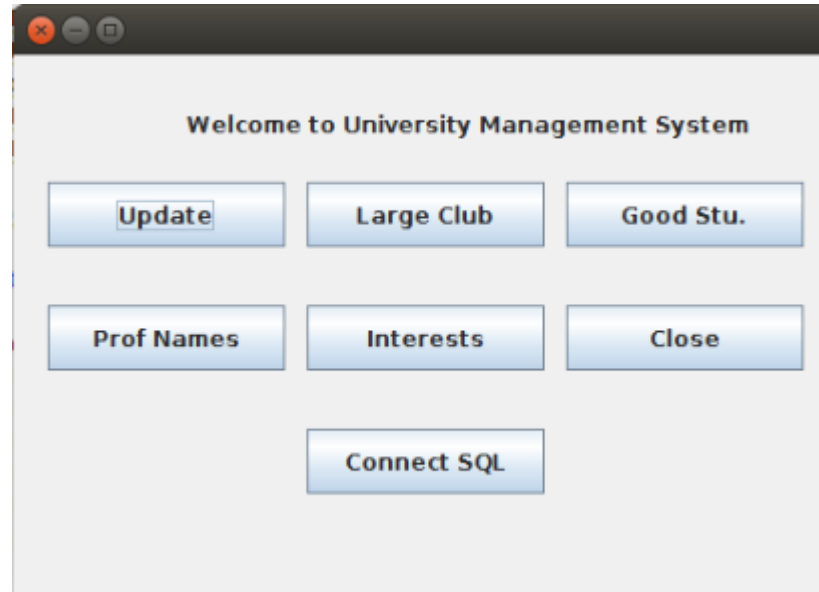 Welcome to University Management System
Update Large Club Good Stu.
Prof Names Interests Close
Connect SQL